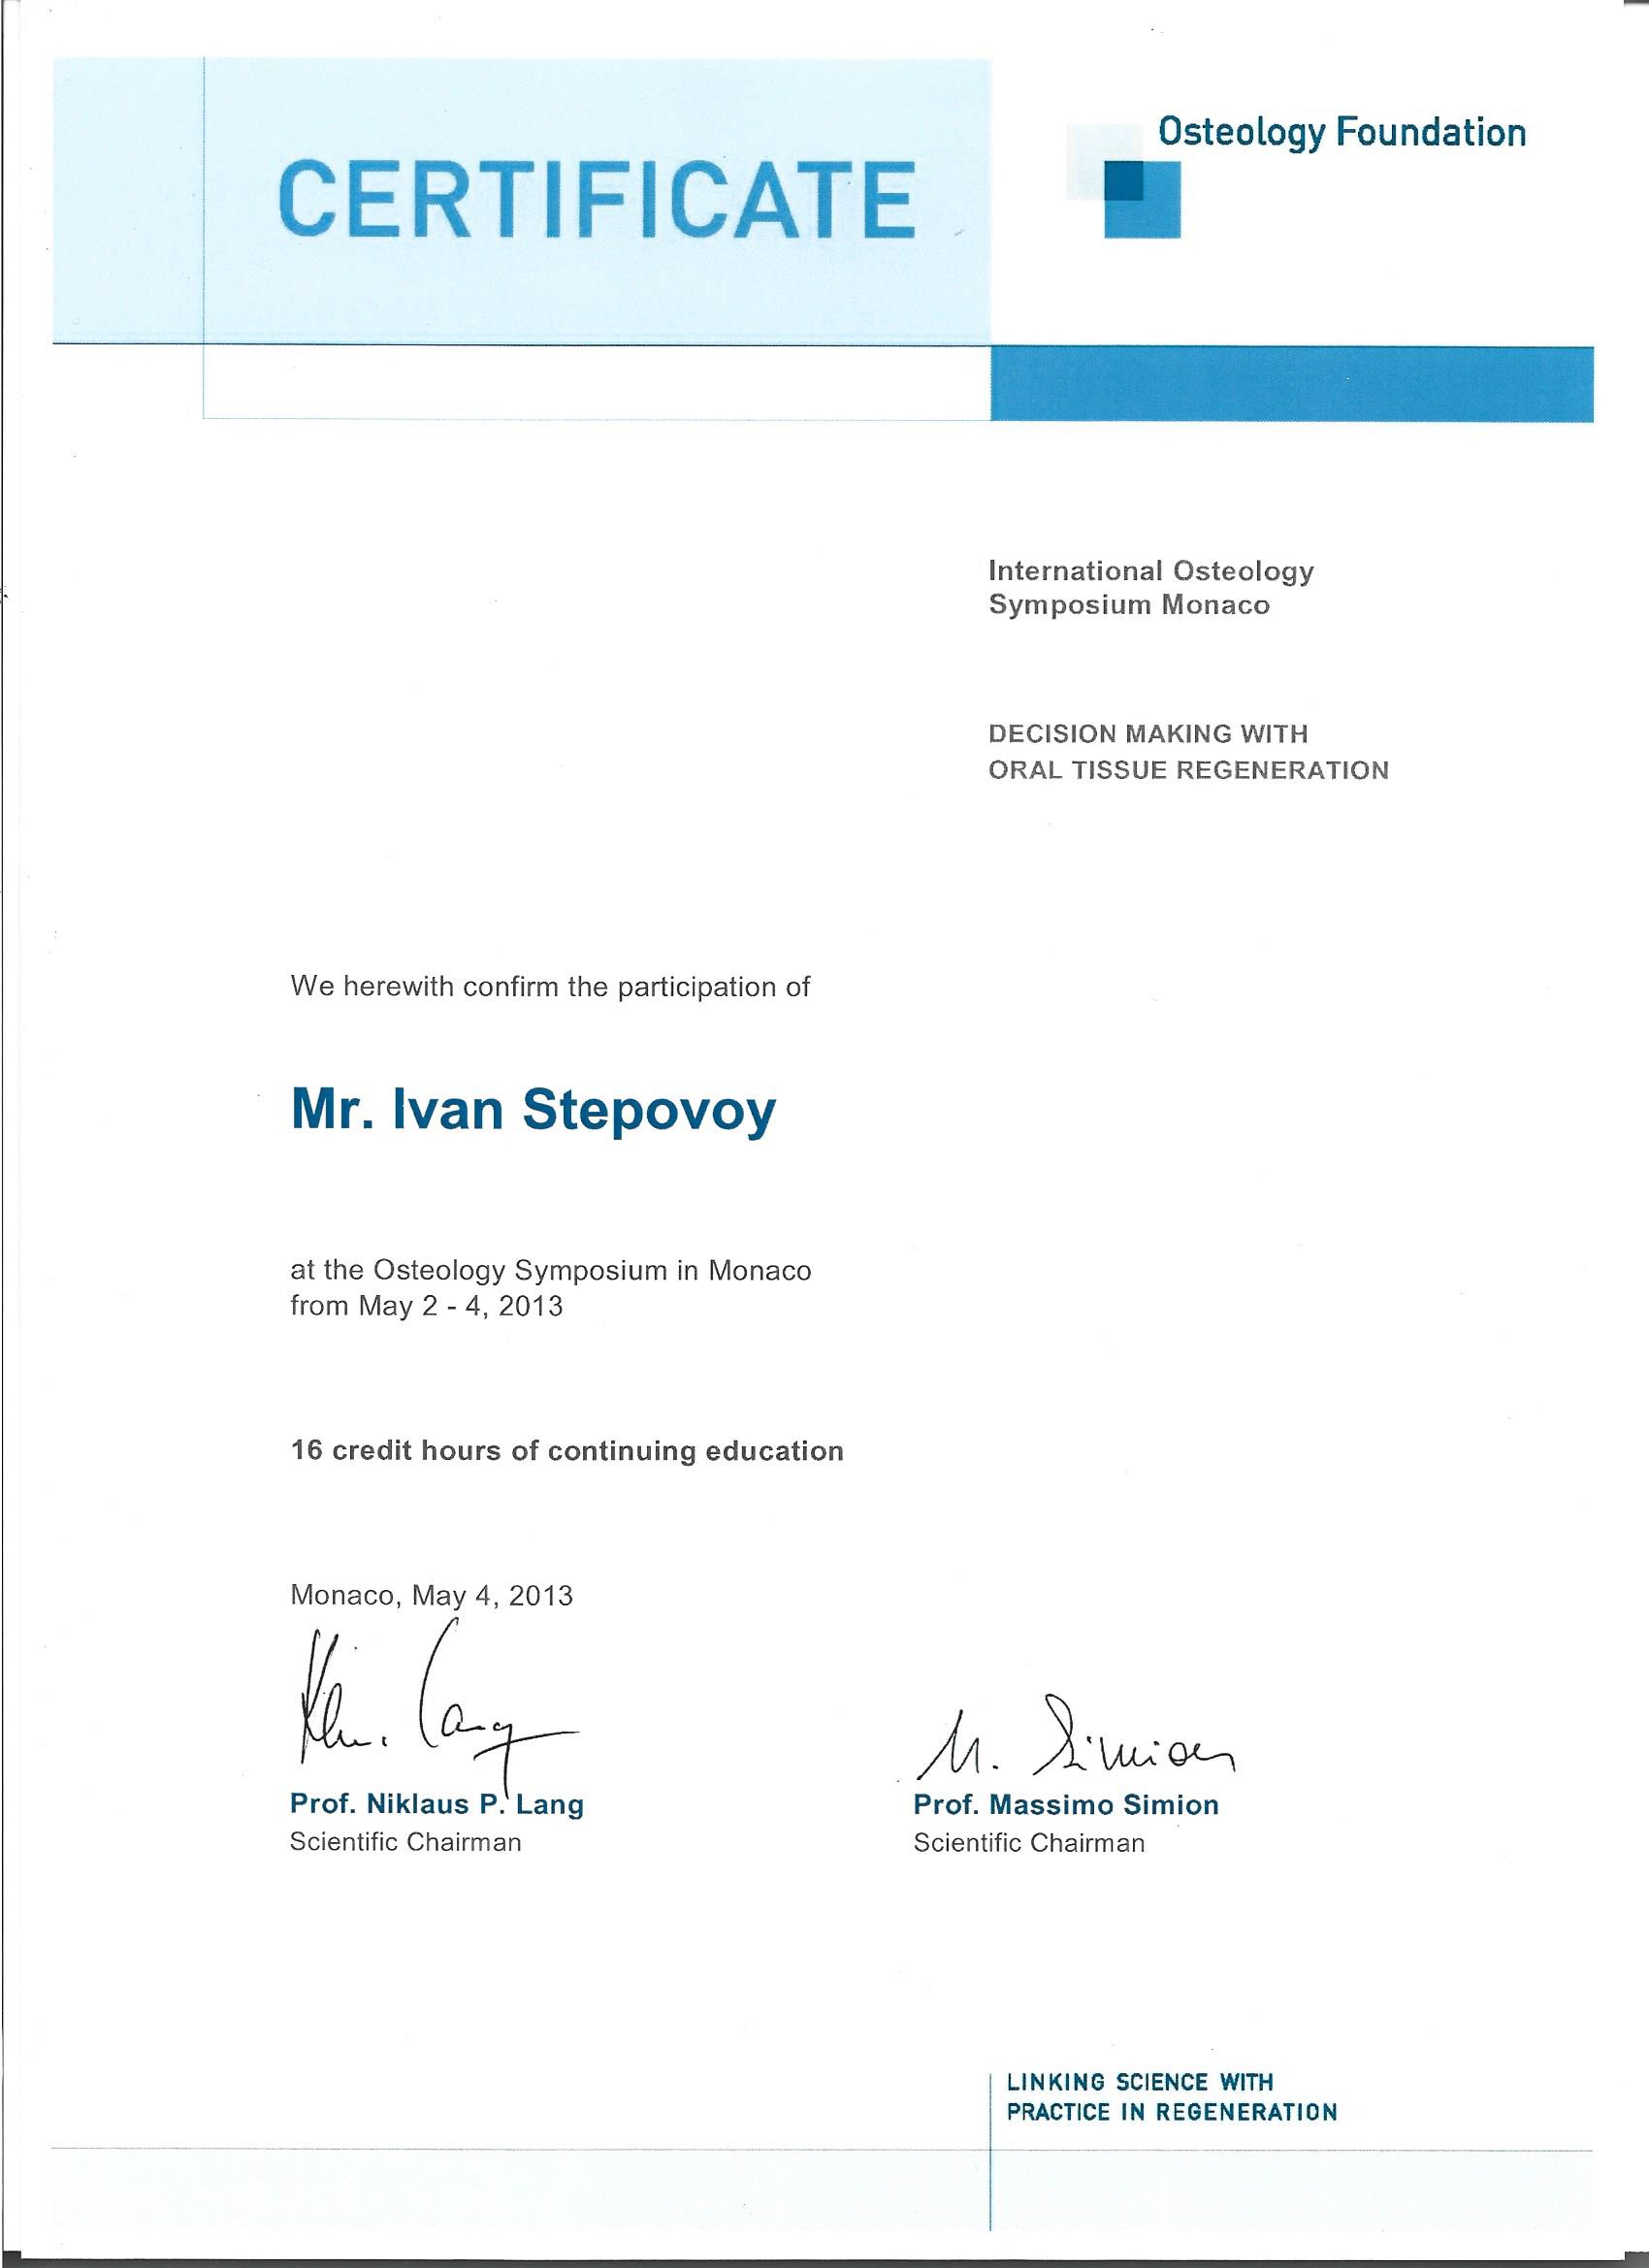 CERTIFICATE
Osteology Foundation
International Osteology
Symposium Monaco
DECISION MAKING WITH
ORAL TISSUE REGENERATION
We herewith confirm the participation of
Mr. Ivan Stepovoy
at the Osteology Symposium in Monaco
from May 2 - 4, 2013
16 credit hours of continuing education
Monaco, May 4, 2013
M. Simion
Prof. Niklaus P. Lang
Prof. Massimo Simion
Scientific Chairman
Scientific Chairman
LINKING SCIENCE WITH
PRACTICE IN REGENERATION